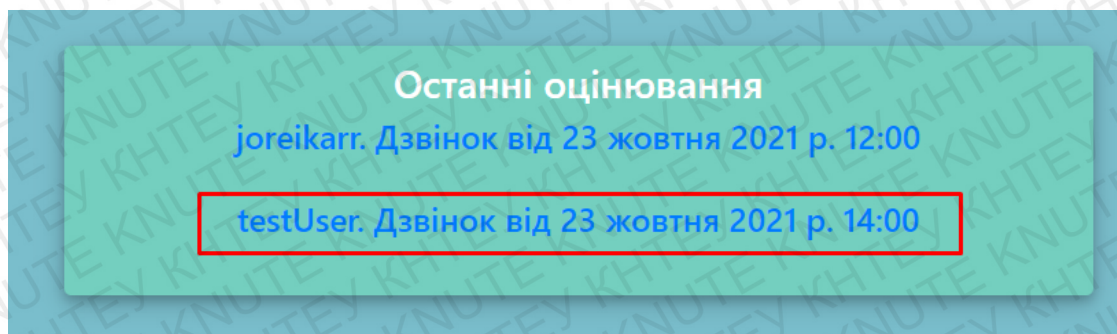 Останні оцінювання
joreikarr. Дзвінок від 23 жовтня 2021 р. 12:00
testUser. Дзвінок від 23 жовтня 2021 р. 14:00